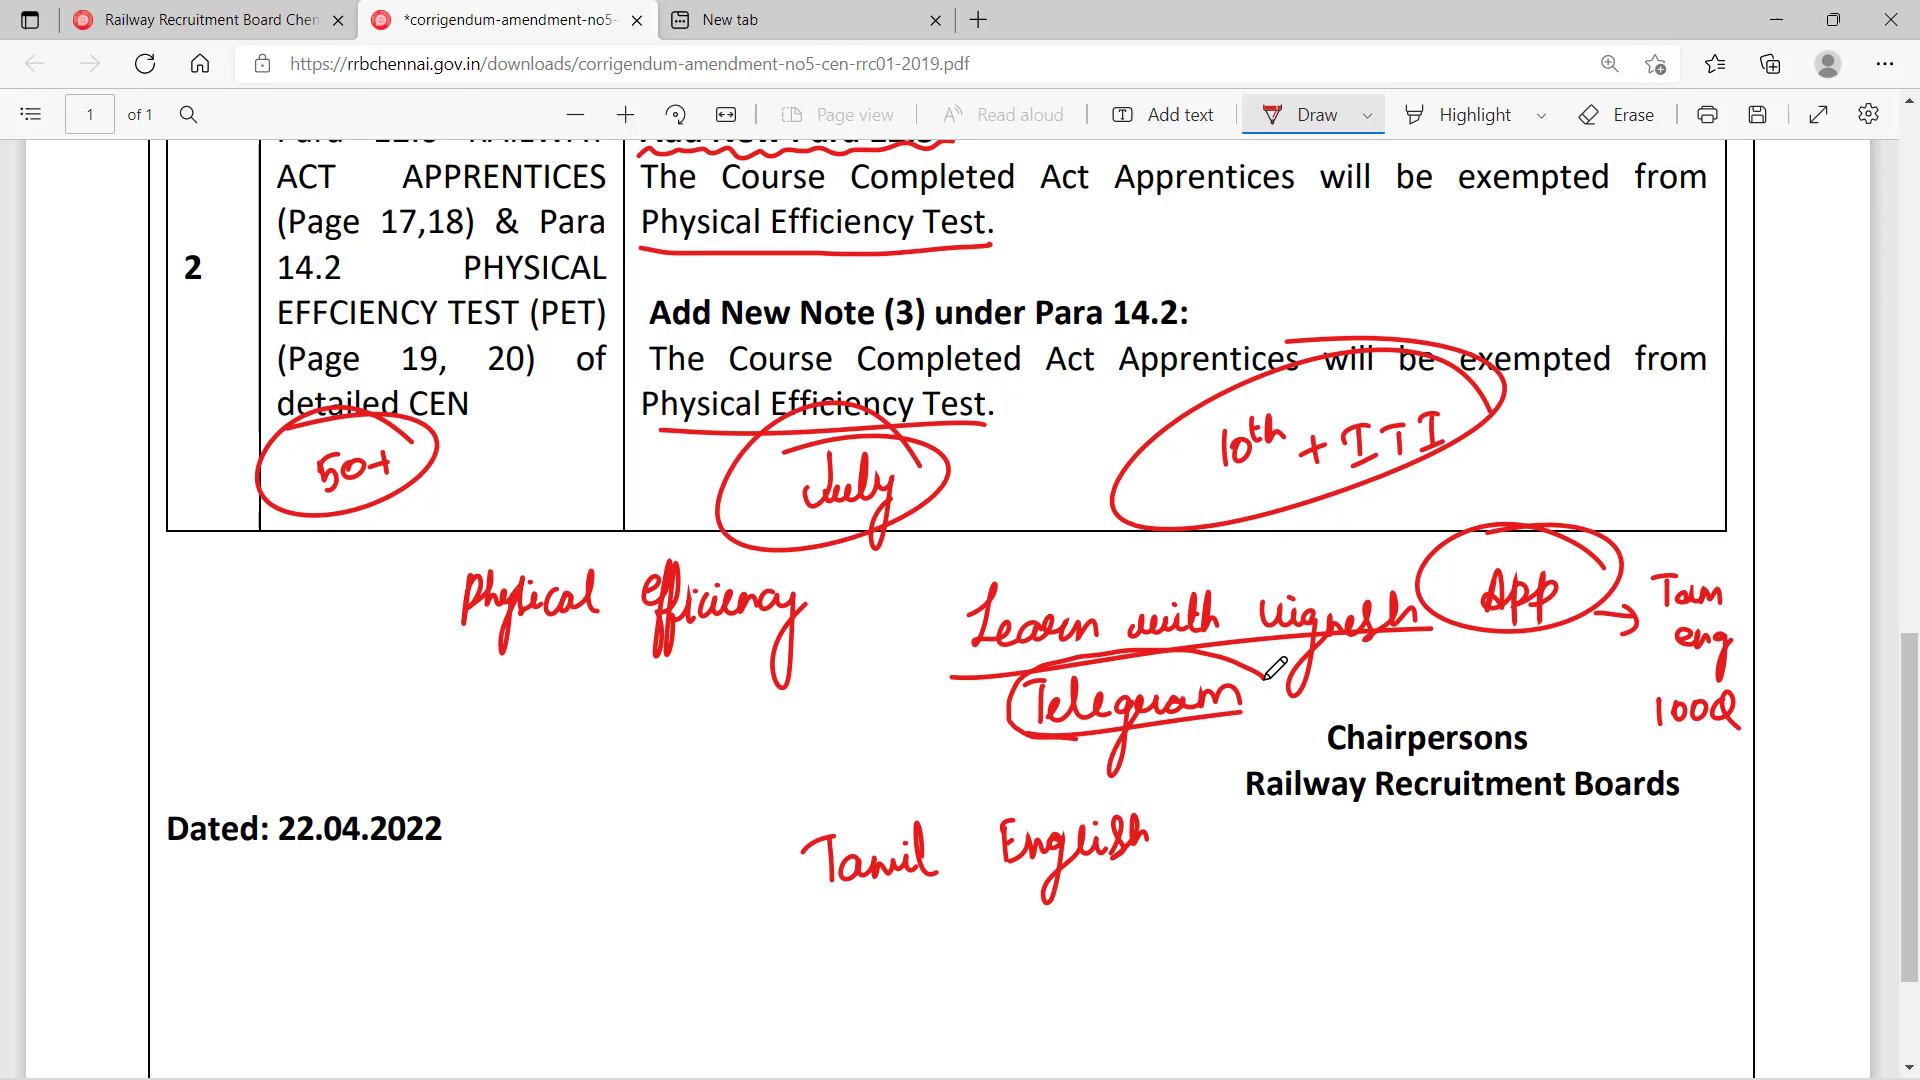 Railway Recruitment Board Chen
*corrigendum-amendment-no5-
New tab
https://rrbchennai.gov.in/downloads/corrigendum-amendment-no5-cen-rrc01-2019.pdf
1 of 1
Page view
Read aloud
Add text
Draw
Highlight
Erase
ACT APPRENTICES
(Page 17,18) & Para
14.2 PHYSICAL
EFFCIENCY TEST (PET)
(Page 19, 20) of
detailed CEN
2
The Course Completed Act Apprentices will be exempted from
Physical Efficiency Test.
Add New Note (3) under Para 14.2:
The Course Completed Act Apprentices will be exempted from
Physical Efficiency Test.
50+
July
10th + ITI
Physical efficiency
Learn with vignesh
App
Tam
eng
100Q
Telegram
Chairpersons
Railway Recruitment Boards
Dated: 22.04.2022
Tamil English